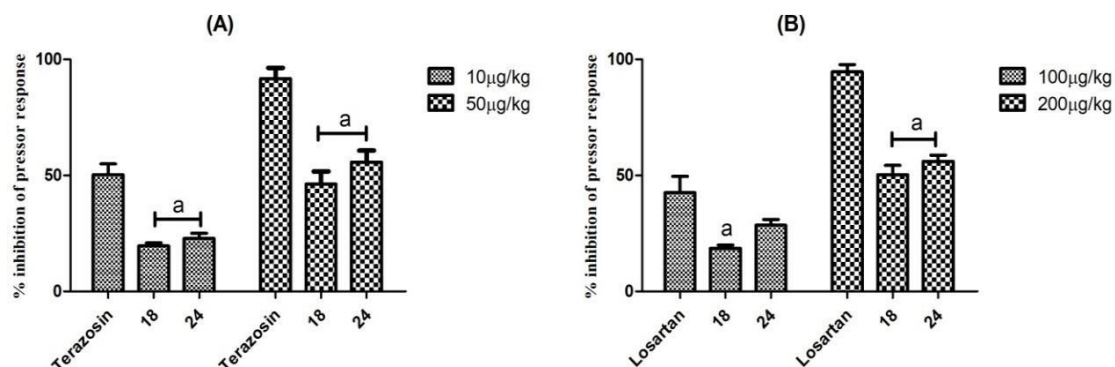 (A)
% inhibition of pressor response
100
50
0
a
a
Terazosin
18
24
Terazosin
18
24
10µg/kg
50µg/kg
(B)
% inhibition of pressor response
100
50
0
a
a
Losartan
18
24
Losartan
18
24
100µg/kg
200µg/kg